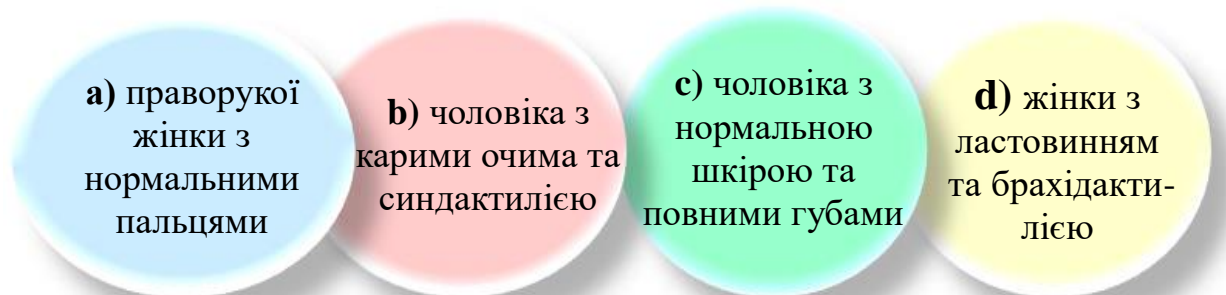 a) праворукої
жінки з
нормальними
пальцями
b) чоловіка з
карими очима та
синдактилією
c) чоловіка з
нормальною
шкірою та
повними губами
d) жінки з
ластовинням
та брахідакти-
лією